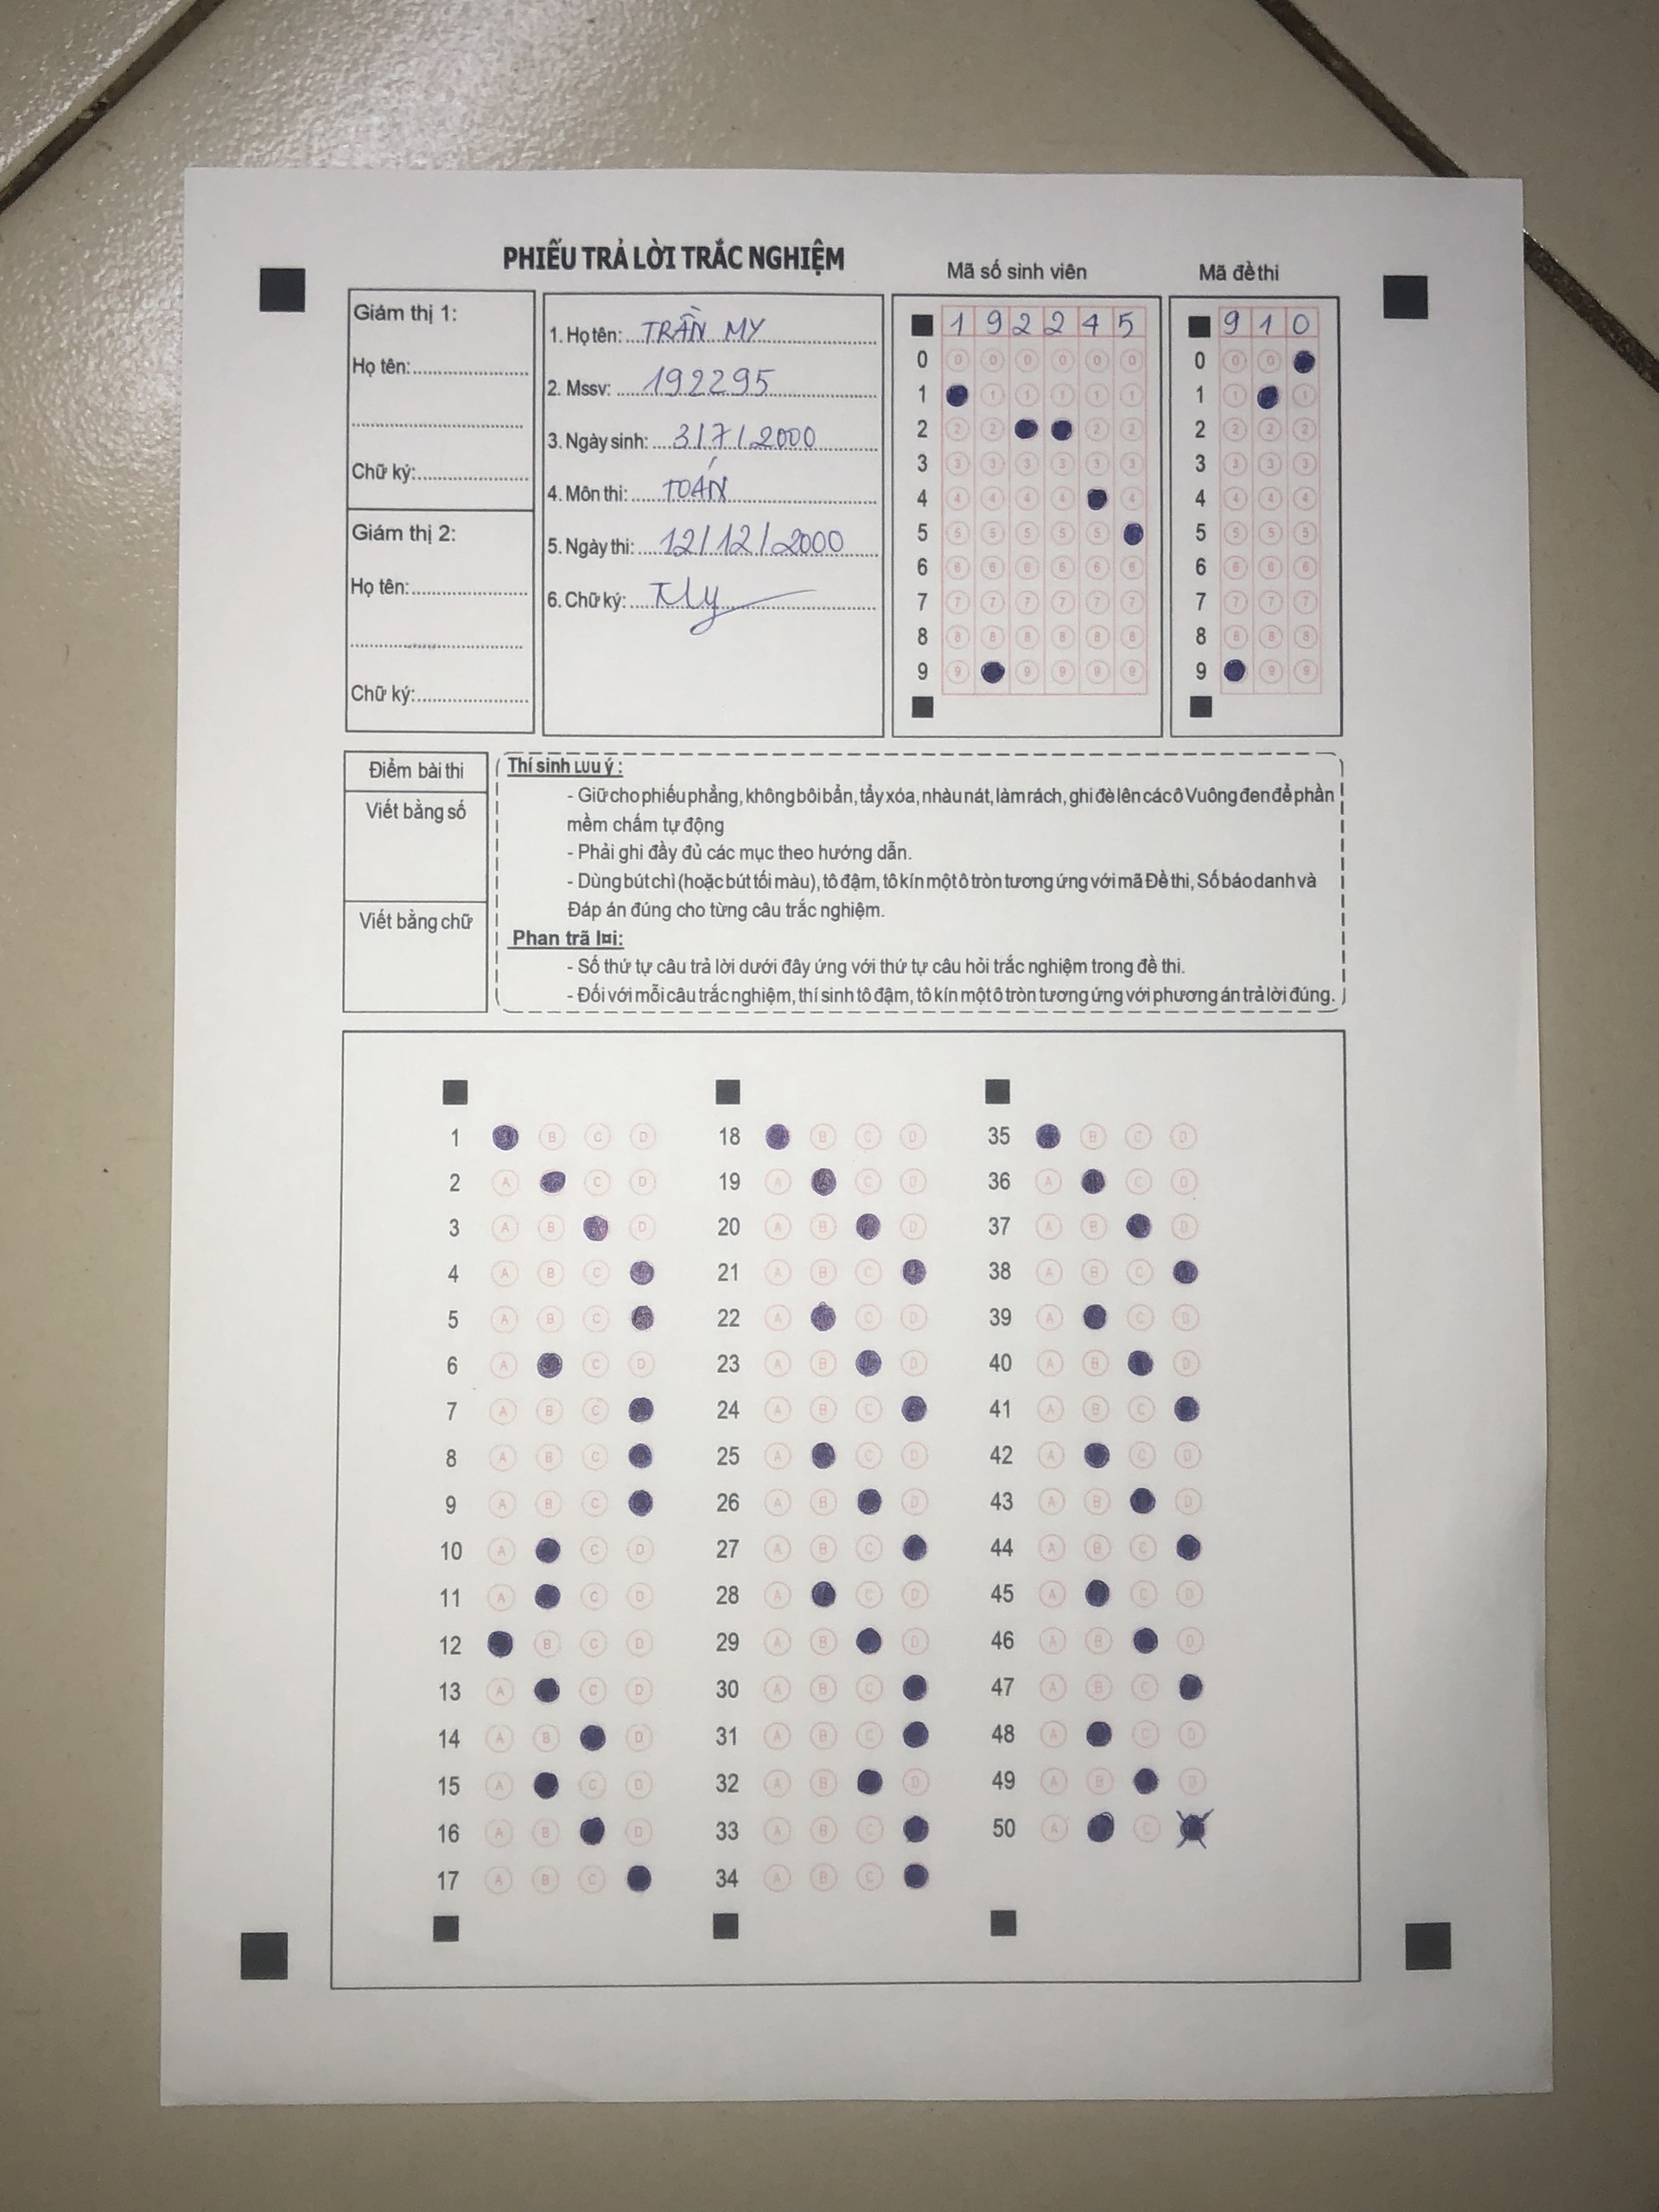 PHIẾU TRẢ LỜI TRẮC NGHIỆM
Giám thị 1:
Họ tên:
Chữ ký:
Giám thị 2:
Họ tên:
Chữ ký:
1. Họ tên: TRẦN MY
2. Mssv: 192295
3. Ngày sinh: 3/7/2000
4. Môn thi: TOÁN
5. Ngày thi: 12/12/2000
6. Chữ ký: My
Mã số sinh viên
1 9 2 2 4 5
0 0 0 0 0 0 0
1 1 1 1 1 1
2 2 2 2 2
3 3 3 3 3 3 3
4 4 4 4 4 4
5 5 5 5 5 5
6 6 6 6 6 6 6
7 7 7 7 7 7 7
8 8 8 8 8 8 8
9 9 9 9 9 9
Mã đề thi
9 1 0
0 0 0
1 1 1
2 2 2 2
3 3 3 3
4 4 4 4
5 5 5 5
6 6 6 6
7 7 7 7
8 8 8 8
9 9 9
Điểm bài thi
Viết bằng số
Viết bằng chữ
Thí sinh LƯU ý :
- Giữ cho phiếu phẳng, không bôi bẩn, tẩy xóa, nhàu nát, làm rách, ghi đè lên các ô Vuông đen để phần
mềm chấm tự động
- Phải ghi đầy đủ các mục theo hướng dẫn.
- Dùng bút chì (hoặc bút tối màu), tô đậm, tô kín một ô tròn tương ứng với mã Đề thi, Số báo danh và
Đáp án đúng cho từng câu trắc nghiệm.
Phan trã l¤i:
- Số thứ tự câu trả lời dưới đây ứng với thứ tự câu hỏi trắc nghiệm trong đề thi.
- Đối với mỗi câu trắc nghiệm, thí sinh tô đậm, tô kín một ô tròn tương ứng với phương án trả lời đúng.
1 B C D
2 A C D
3 A B D
4 A B C
5 A B C
6 A C D
7 A B C
8 A B C
9 A B C
10 A C D
11 A C D
12 B C D
13 A C D
14 A B D
15 A C D
16 A B D
17 A B C
18 B C D
19 A C D
20 A B D
21 A B C
22 A C D
23 A B D
24 A B C
25 A C D
26 A B D
27 A B C
28 A C D
29 A B D
30 A B C
31 A B C
32 A B D
33 A B C
34 A B C
35 B C D
36 A C D
37 A B D
38 A B C
39 A C D
40 A B D
41 A B C
42 A C D
43 A B D
44 A B C
45 A C D
46 A B D
47 A B C
48 A C D
49 A B D
50 A C